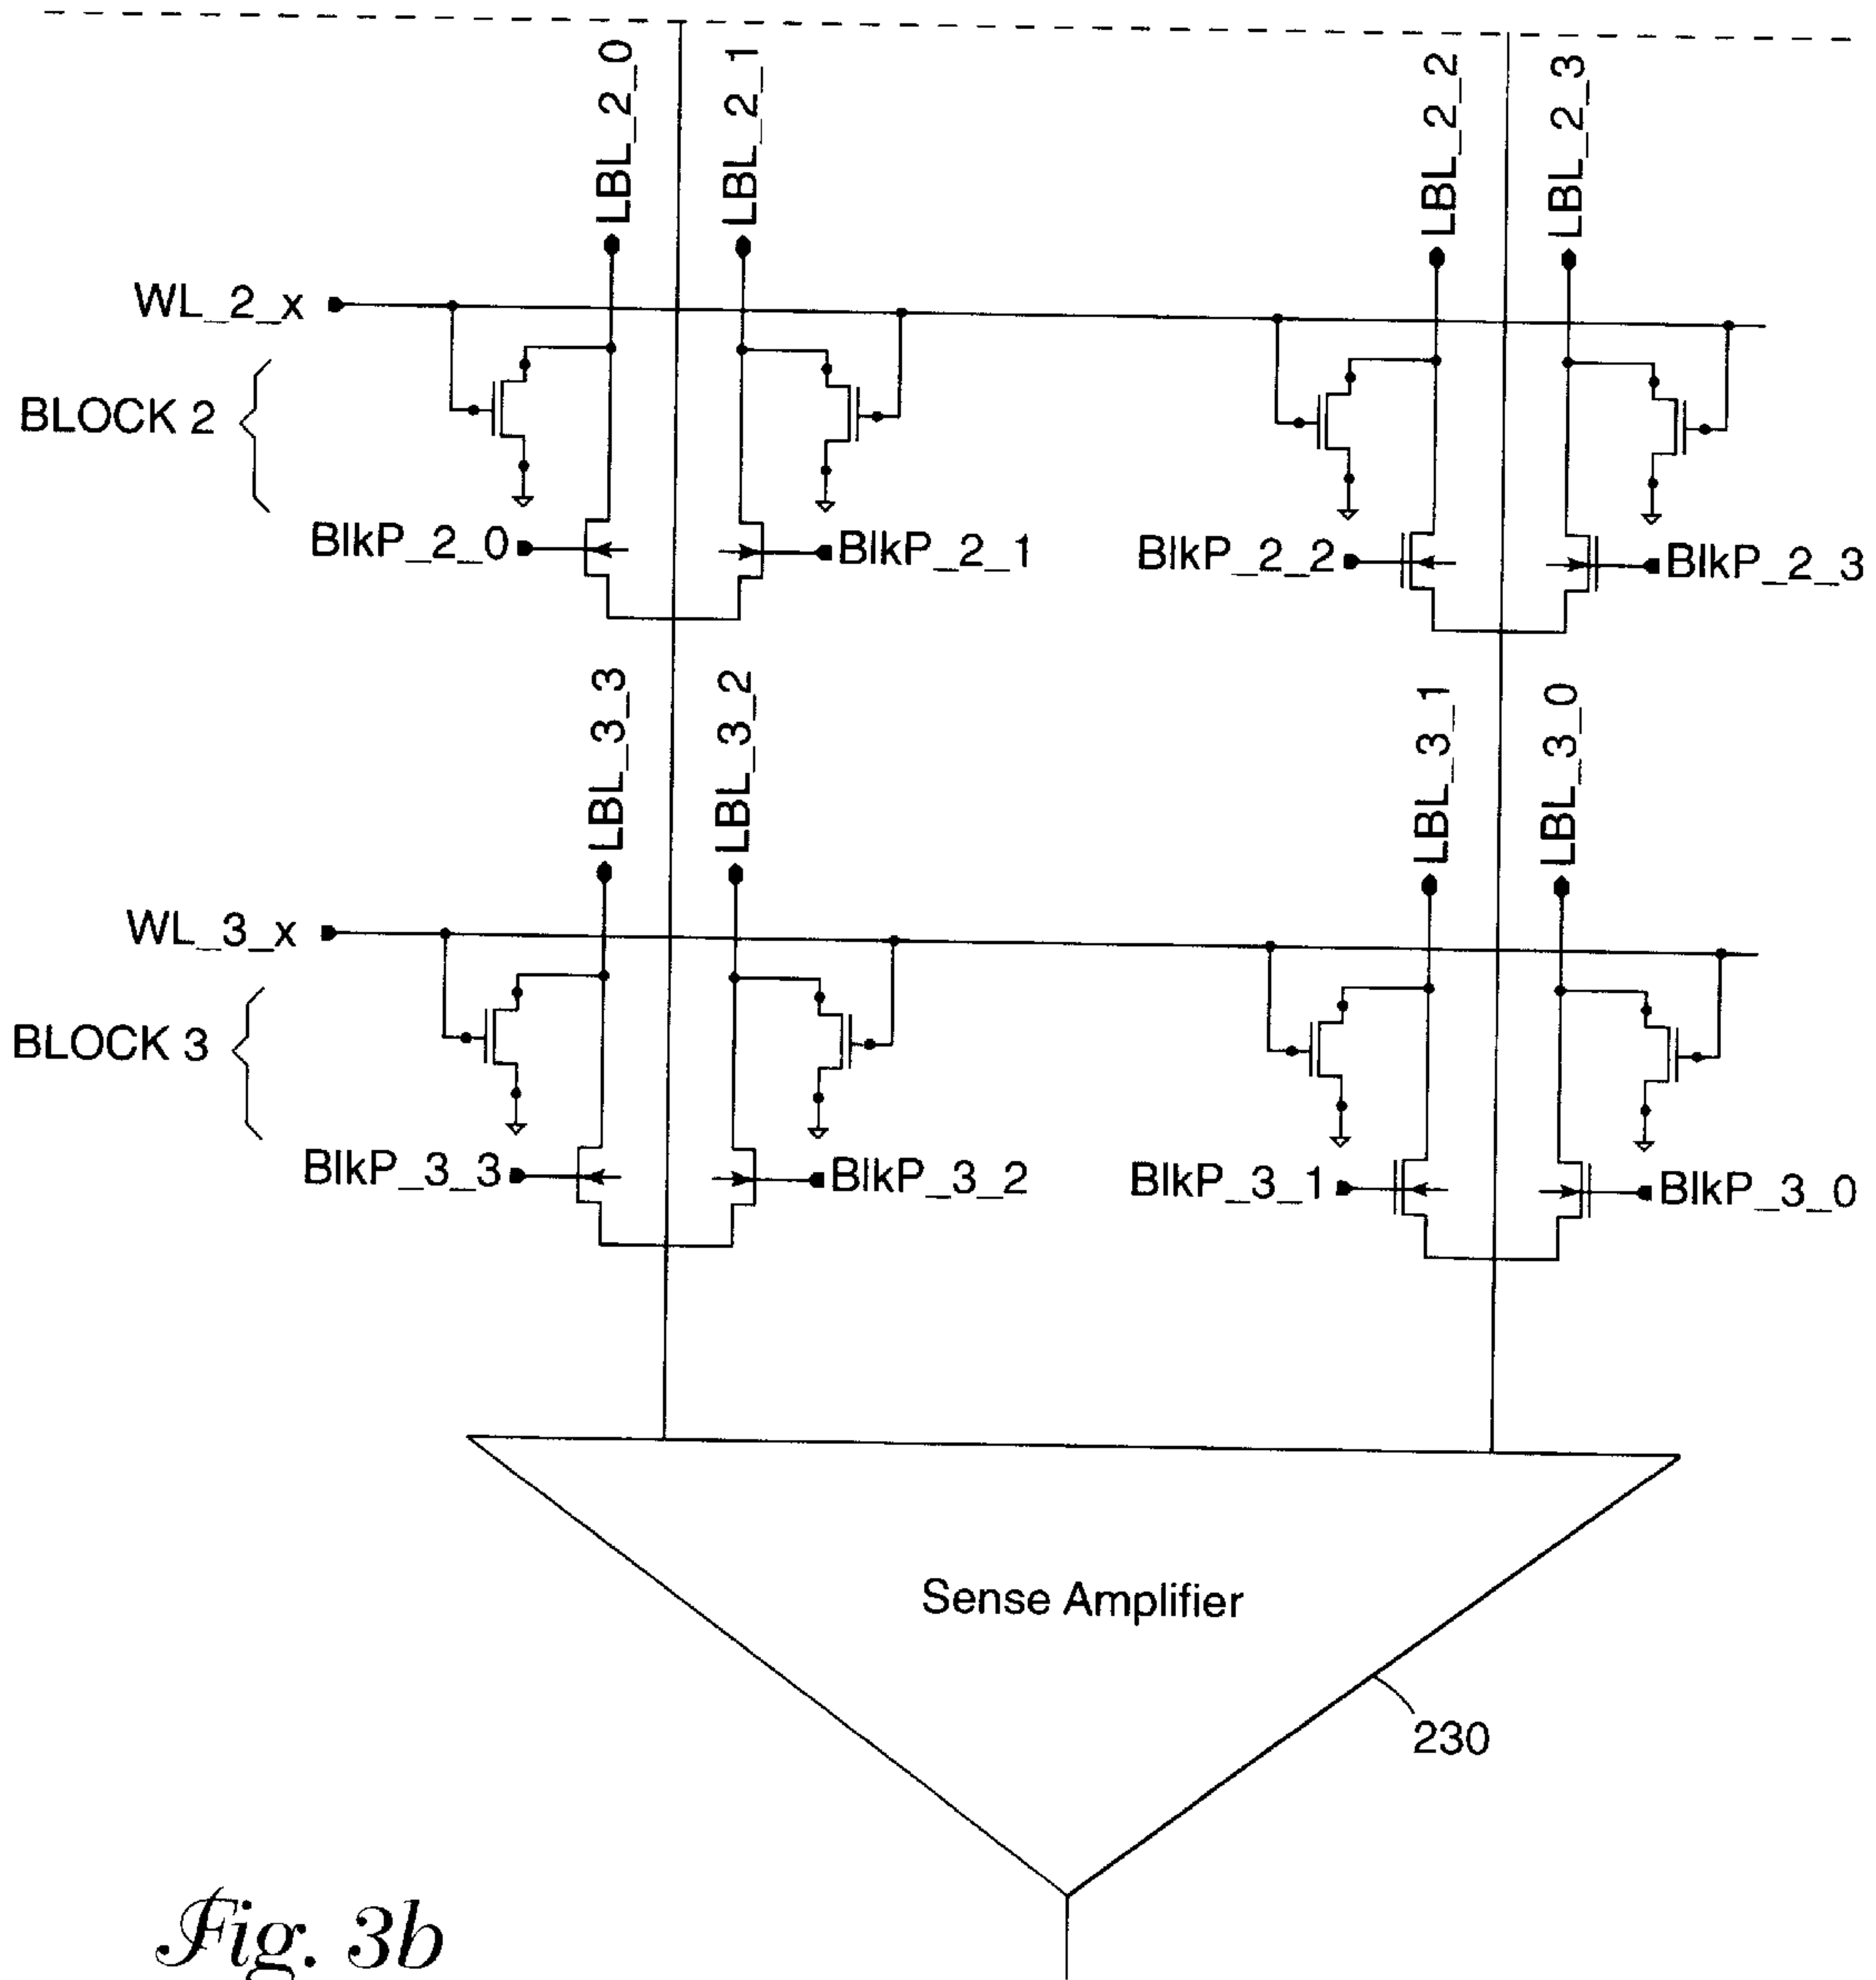 LBL_2_0
LBL_2_1
LBL_2_2
LBL_2_3
WL_2_x
BLOCK 2
BlkP_2_0
BlkP_2_1
BlkP_2_2
BlkP_2_3
LBL_3_3
LBL_3_2
LBL_3_1
LBL_3_0
WL_3_x
BLOCK 3
BlkP_3_3
BlkP_3_2
BlkP_3_1
BlkP_3_0
Sense Amplifier
230
Fig. 3b